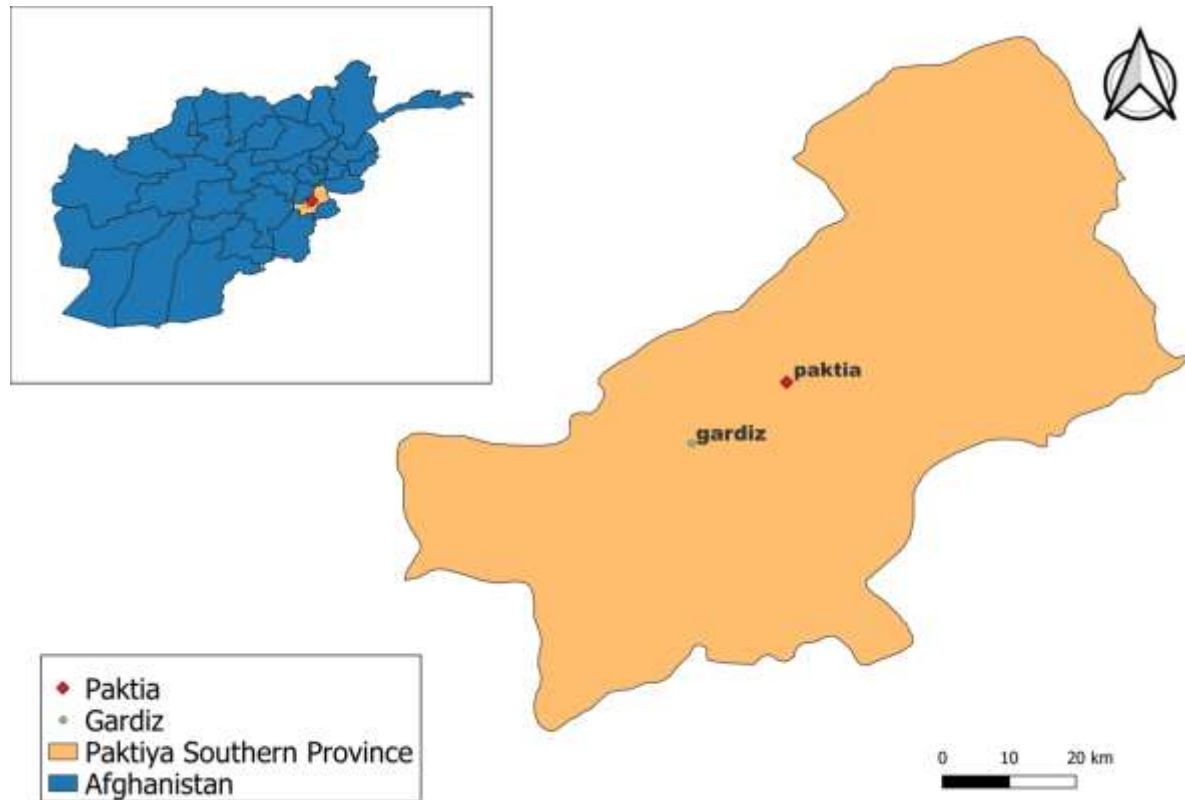 paktia
gardiz
Paktia
Gardiz
Paktiya Southern Province
Afghanistan
0 10 20 km